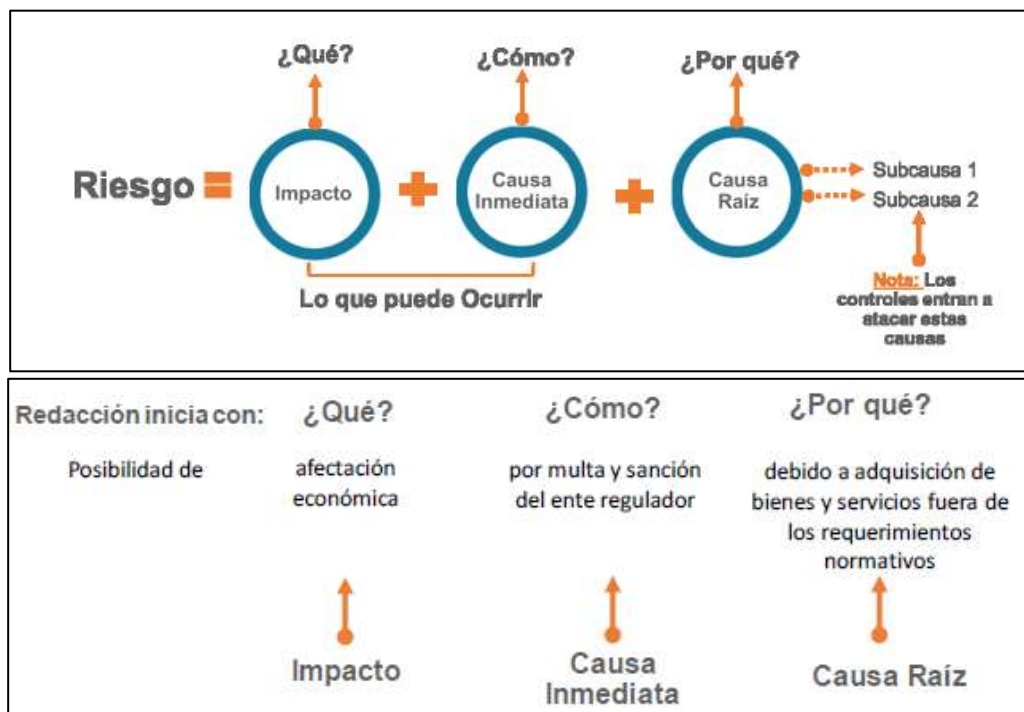 ¿Qué?
¿Cómo?
¿Por qué?
Riesgo =
Impacto
+
Causa
Inmediata
+
Causa
Raíz
Subcausa 1
Subcausa 2
Lo que puede Ocurrir
Nota: Los
controles entran a
atacar estas
causas
Redacción inicia con:
¿Qué?
¿Cómo?
¿Por qué?
Posibilidad de
afectación
económica
por multa y sanción
del ente regulador
debido a adquisición de
bienes y servicios fuera de
los requerimientos
normativos
Impacto
Causa
Inmediata
Causa Raíz